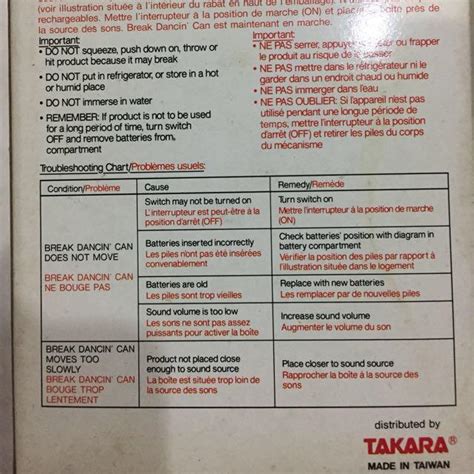 (voir illustration située à l'intérieur du rabat en haut de l'emballage). N'utilisez pas
rechargeables. Mettre l'interrupteur à la position de marche (ON) et placer près de
la source des sons. Break Dancin' Can est maintenant en marche.
Important:
• DO NOT squeeze, push down on, throw or
hit product because it may break
• DO NOT put in refrigerator, or store in a hot
or humid place
• DO NOT immerse in water
• REMEMBER: If product is not to be used
for a long period of time, turn switch
OFF and remove batteries from
compartment
Important:
• NE PAS serrer, appuyer, ou frapper
le produit au risque de le casser
• NE PAS mettre dans le réfrigérateur ni le
garder dans un endroit chaud ou humide
• NE PAS immerger dans l'eau
• NE PAS OUBLIER: Si l'appareil n'est pas
utilisé pendant une longue période de
temps, mettre l'interrupteur à la position
d'arrêt (OFF) et retirer les piles du corps
du mécanisme
Troubleshooting Chart/Problèmes usuels:
Condition/Problème
Cause
Remedy/Remède
BREAK DANCIN' CAN
DOES NOT MOVE
BREAK DANCIN' CAN
NE BOUGE PAS
Switch may not be turned on
L'interrupteur est peut-être à la
position d'arrêt (OFF)
Turn switch on
Mettre l'interrupteur à la position de marche
(ON)
Batteries inserted incorrectly
Les piles n'ont pas été insérées
convenablement
Check batteries' position with diagram in
battery compartment
Vérifier la position des piles par rapport à
l'illustration située dans le logement
Batteries are old
Les piles sont trop vieilles
Replace with new batteries
Les remplacer par de nouvelles piles
Sound volume is too low
Les sons ne sont pas assez
puissants pour activer la boîte
Increase sound volume
Augmenter le volume du son
BREAK DANCIN' CAN
MOVES TOO
SLOWLY
BREAK DANCIN' CAN
BOUGE TROP
LENTEMENT
Product not placed close
enough to sound source
La boîte est située trop loin de
la source des sons
Place closer to sound source
Rapprocher la boîte à la source des
sons
distributed by
TAKARA®
MADE IN TAIWAN